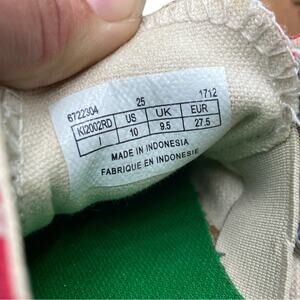 6722304 25 1712
KI2002RD US UK EUR
I 10 9.5 27.5
MADE IN INDONESIA
FABRIQUE EN INDONESIE